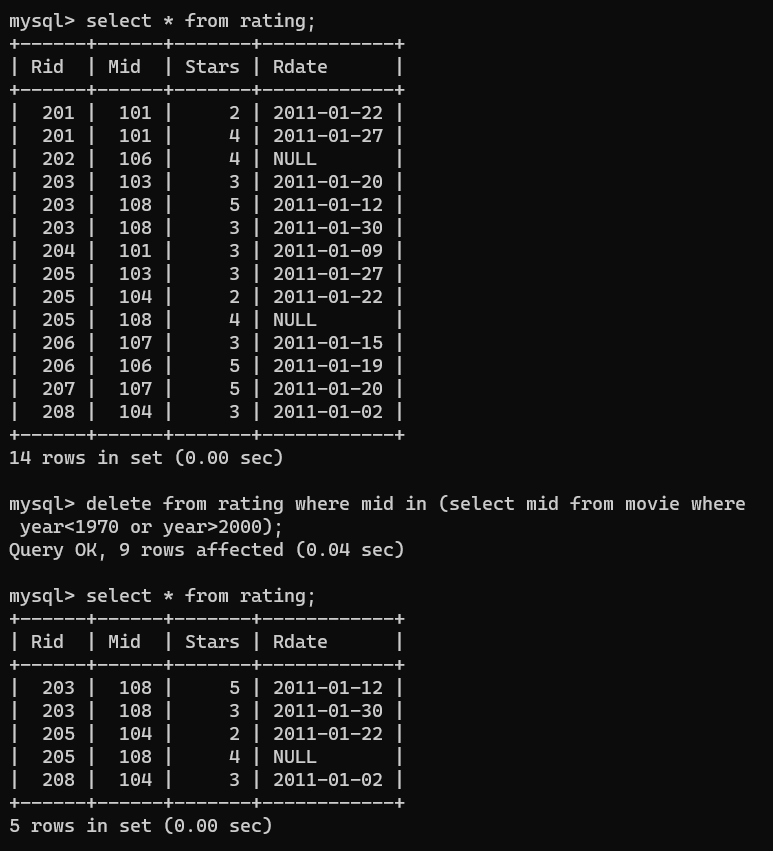 mysql> select * from rating;
+------+------+-------+------------+
| Rid  | Mid  | Stars | Rdate      |
+------+------+-------+------------+
|  201 |  101 |     2 | 2011-01-22 |
|  201 |  101 |     4 | 2011-01-27 |
|  202 |  106 |     4 | NULL       |
|  203 |  103 |     3 | 2011-01-20 |
|  203 |  108 |     5 | 2011-01-12 |
|  203 |  108 |     3 | 2011-01-30 |
|  204 |  101 |     3 | 2011-01-09 |
|  205 |  103 |     3 | 2011-01-27 |
|  205 |  104 |     2 | 2011-01-22 |
|  205 |  108 |     4 | NULL       |
|  206 |  107 |     3 | 2011-01-15 |
|  206 |  106 |     5 | 2011-01-19 |
|  207 |  107 |     5 | 2011-01-20 |
|  208 |  104 |     3 | 2011-01-02 |
+------+------+-------+------------+
14 rows in set (0.00 sec)

mysql> delete from rating where mid in (select mid from movie where
 year<1970 or year>2000);
Query OK, 9 rows affected (0.04 sec)

mysql> select * from rating;
+------+------+-------+------------+
| Rid  | Mid  | Stars | Rdate      |
+------+------+-------+------------+
|  203 |  108 |     5 | 2011-01-12 |
|  203 |  108 |     3 | 2011-01-30 |
|  205 |  104 |     2 | 2011-01-22 |
|  205 |  108 |     4 | NULL       |
|  208 |  104 |     3 | 2011-01-02 |
+------+------+-------+------------+
5 rows in set (0.00 sec)